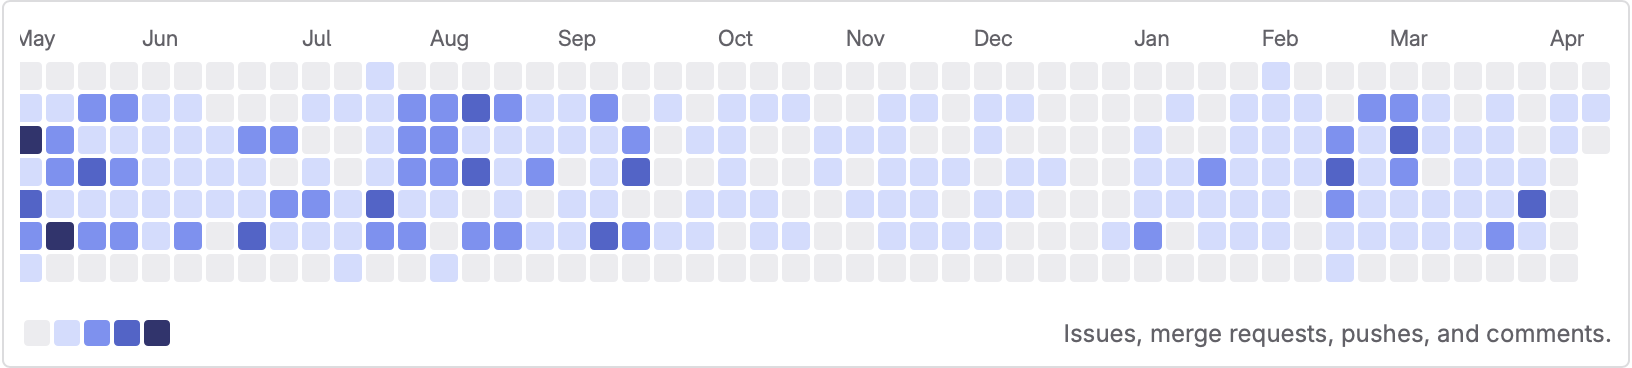 May Jun Jul Aug Sep Oct Nov Dec Jan Feb Mar Apr
Issues, merge requests, pushes, and comments.